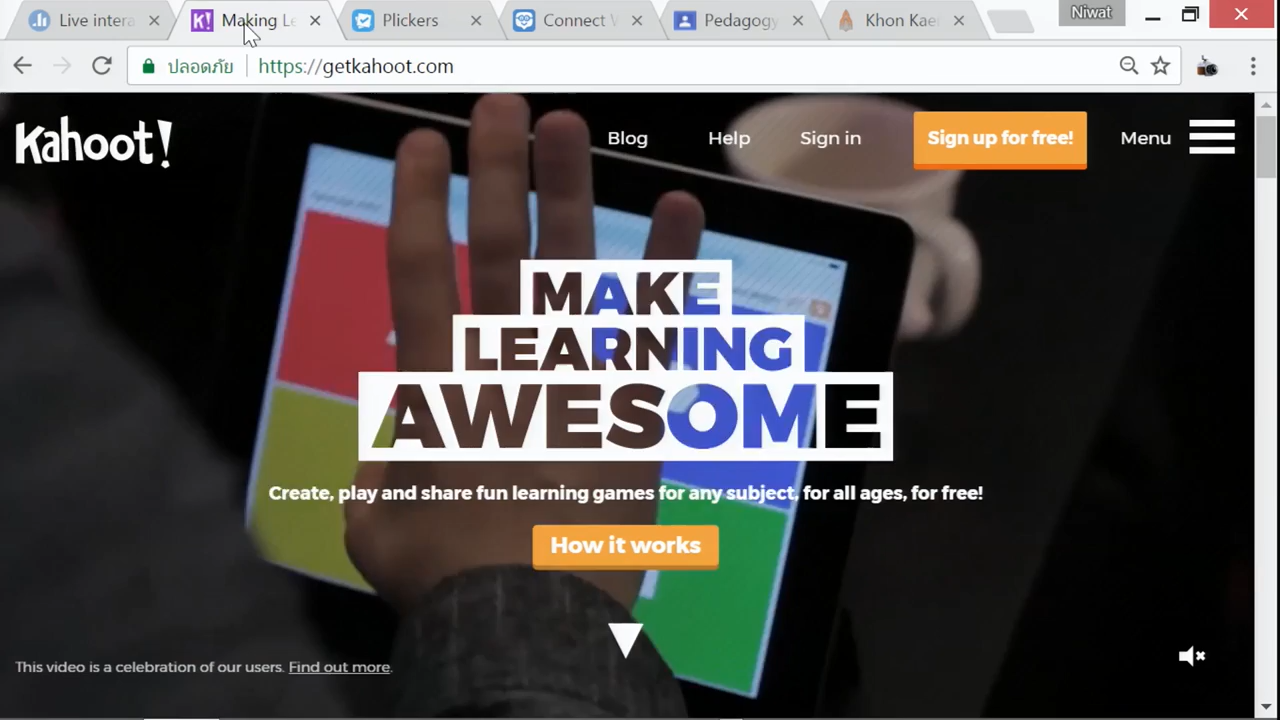 Live intera
Making Le
Plickers
Connect W
Pedagogy
Khon Kae
Niwat
ปลอดภัย
https://getkahoot.com
Kahoot!
Blog
Help
Sign in
Sign up for free!
Menu
MAKE
LEARNING
AWESOME
Create, play and share fun learning games for any subject, for all ages, for free!
How it works
This video is a celebration of our users. Find out more.